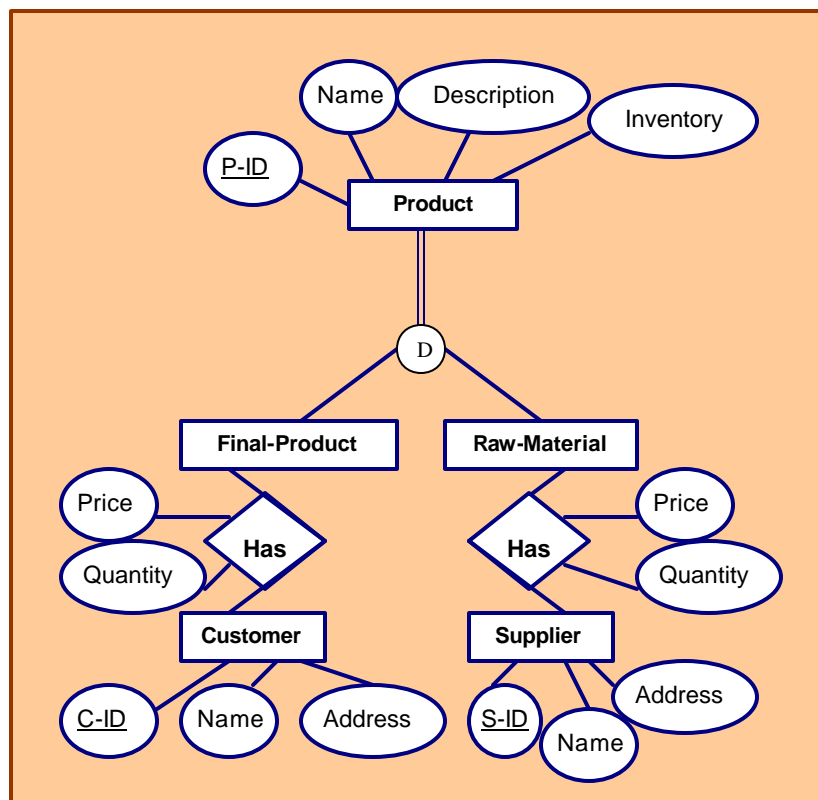 Name
Description
Inventory
P-ID
Product
D
Final-Product
Raw-Material
Price
Price
Has
Has
Quantity
Quantity
Customer
Supplier
C-ID
Name
Address
S-ID
Name
Address